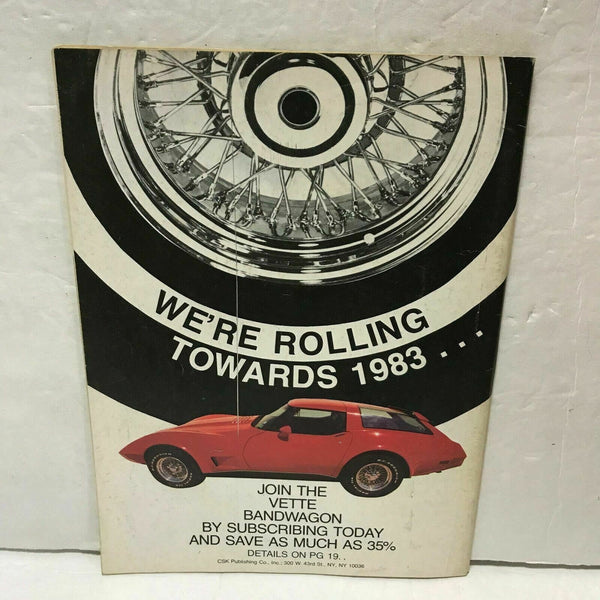 WE'RE ROLLING
TOWARDS 1983...
JOIN THE
VETTE
BANDWAGON
BY SUBSCRIBING TODAY
AND SAVE AS MUCH AS 35%
DETAILS ON PG 19..
CSK Publishing Co., Inc.; 300 W. 43rd St., NY, NY 10036